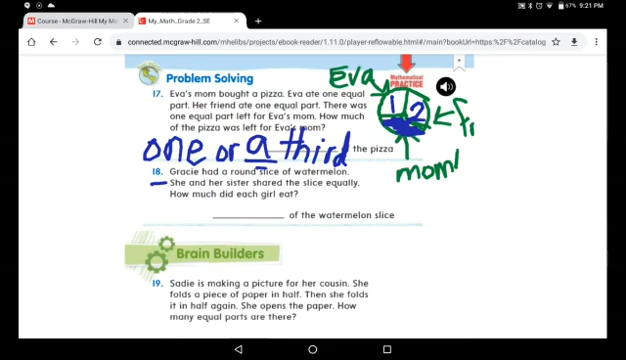 67% 9:21 PM
Course - McGraw-Hill My M
My_Math_Grade 2_SE
connected.mcgraw-hill.com/mhelibs/projects/ebook-reader/1.11.0/player-reflowable.html#/main?bookUrl=https:%2F%2Fcatalog
Problem Solving
Mathematical
PRACTICE
Eva
17. Eva's mom bought a pizza. Eva ate one equal
part. Her friend ate one equal part. There was
one equal part left for Eva's mom. How much
of the pizza was left for Eva's mom?
1 2
mom
one or a third
the pizza
18. Gracie had a round slice of watermelon.
She and her sister shared the slice equally.
How much did each girl eat?
of the watermelon slice
Brain Builders
19. Sadie is making a picture for her cousin. She
folds a piece of paper in half. Then she folds
it in half again. She opens the paper. How
many equal parts are there?